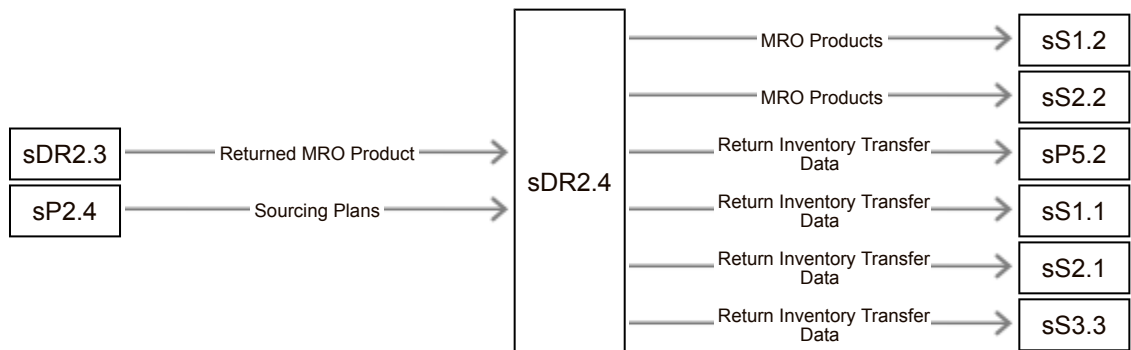 MRO Products
sS1.2
MRO Products
sS2.2
sDR2.3
Returned MRO Product
Return Inventory Transfer
Data
sP5.2
sDR2.4
sP2.4
Sourcing Plans
Return Inventory Transfer
Data
sS1.1
Return Inventory Transfer
Data
sS2.1
Return Inventory Transfer
Data
sS3.3